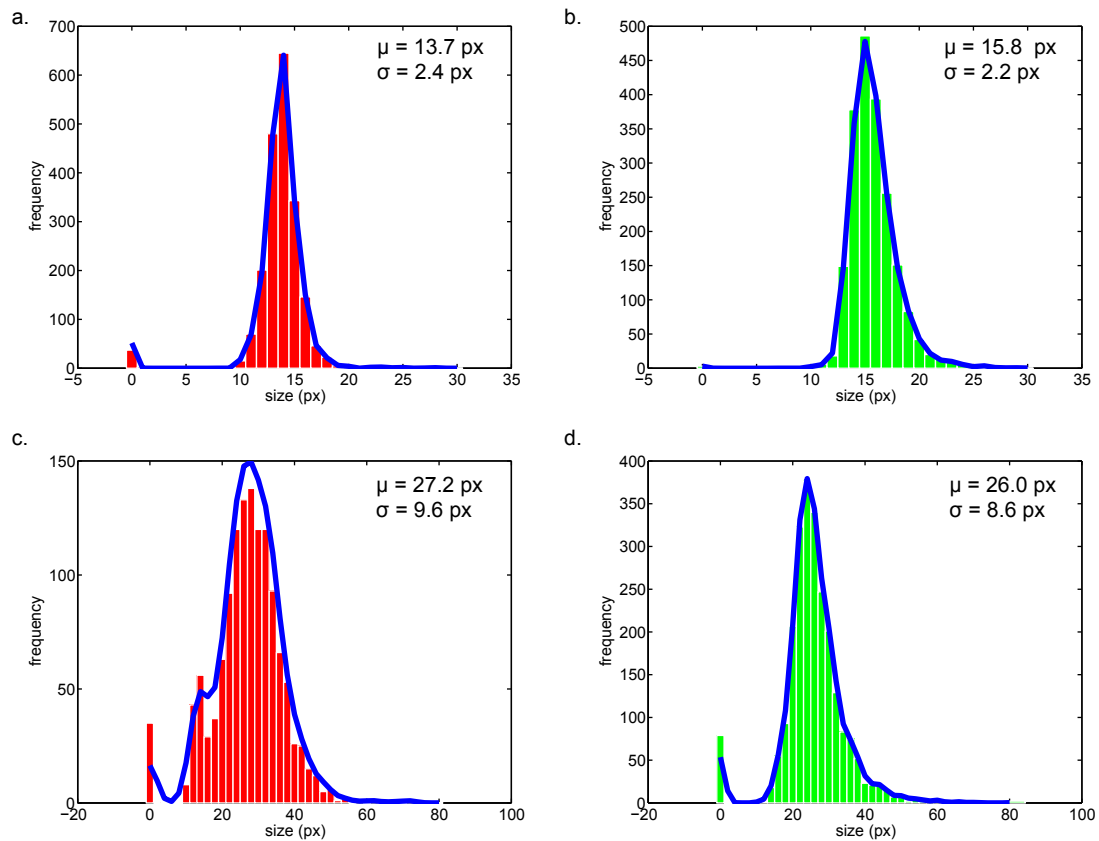 a.
μ = 13.7 px
σ = 2.4 px
700
600
500
400
300
200
100
0
frequency
−5 0 5 10 15 20 25 30 35
size (px)
b.
μ = 15.8 px
σ = 2.2 px
500
450
400
350
300
250
200
150
100
50
0
frequency
−5 0 5 10 15 20 25 30 35
size (px)
c.
μ = 27.2 px
σ = 9.6 px
150
100
50
0
frequency
−20 0 20 40 60 80 100
size (px)
d.
μ = 26.0 px
σ = 8.6 px
400
350
300
250
200
150
100
50
0
frequency
−20 0 20 40 60 80 100
size (px)